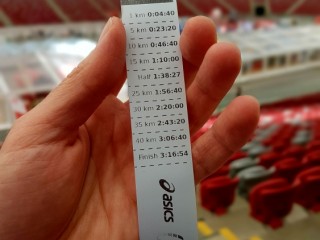 1 km 0:04:40
5 km 0:23:20
10 km 0:46:40
15 km 1:10:00
Half 1:38:27
25 km 1:56:40
30 km 2:20:00
35 km 2:43:20
40 km 3:06:40
Finish 3:16:54
asics